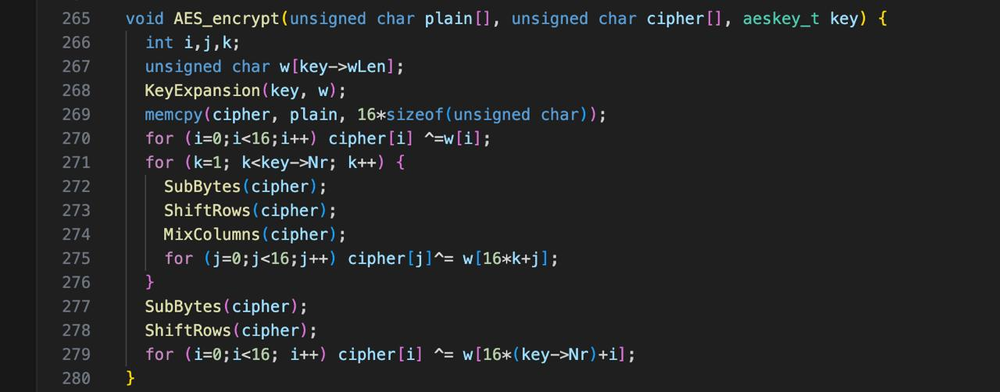 265 void AES_encrypt(unsigned char plain[], unsigned char cipher[], aeskey_t key) {
266   int i,j,k;
267   unsigned char w[key->wLen];
268   KeyExpansion(key, w);
269   memcpy(cipher, plain, 16*sizeof(unsigned char));
270   for (i=0;i<16;i++) cipher[i] ^=w[i];
271   for (k=1; k<key->Nr; k++) {
272     SubBytes(cipher);
273     ShiftRows(cipher);
274     MixColumns(cipher);
275     for (j=0;j<16;j++) cipher[j]^= w[16*k+j];
276   }
277   SubBytes(cipher);
278   ShiftRows(cipher);
279   for (i=0;i<16; i++) cipher[i] ^= w[16*(key->Nr)+i];
280 }